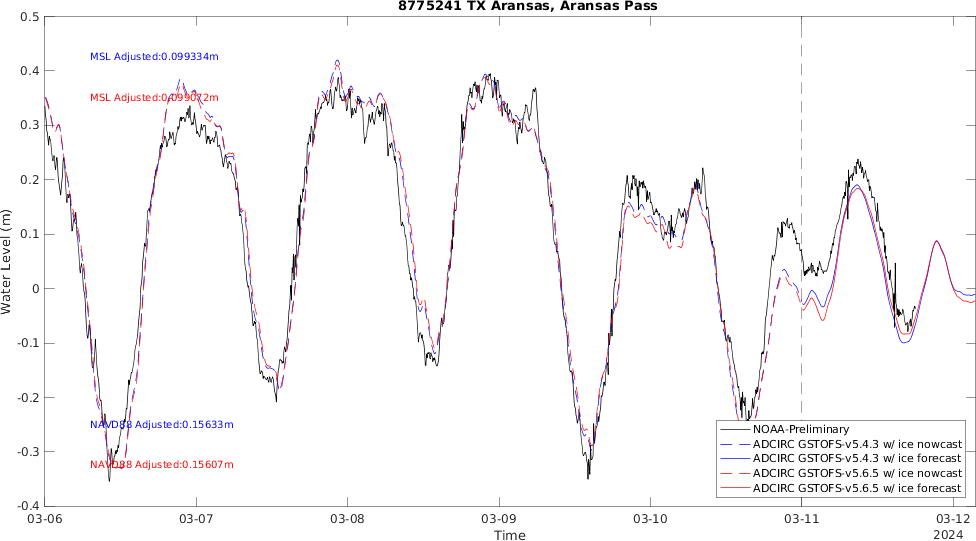 8775241 TX Aransas, Aransas Pass
0.5
0.4
0.3
0.2
0.1
0
-0.1
-0.2
-0.3
-0.4
Water Level (m)
MSL Adjusted:0.099334m
MSL Adjusted:0.099072m
NAVD88 Adjusted:0.15633m
NAVD88 Adjusted:0.15607m
NOAA-Preliminary
ADCIRC GSTOFS-v5.4.3 w/ ice nowcast
ADCIRC GSTOFS-v5.4.3 w/ ice forecast
ADCIRC GSTOFS-v5.6.5 w/ ice nowcast
ADCIRC GSTOFS-v5.6.5 w/ ice forecast
03-06 03-07 03-08 03-09 03-10 03-11 03-12
Time
2024